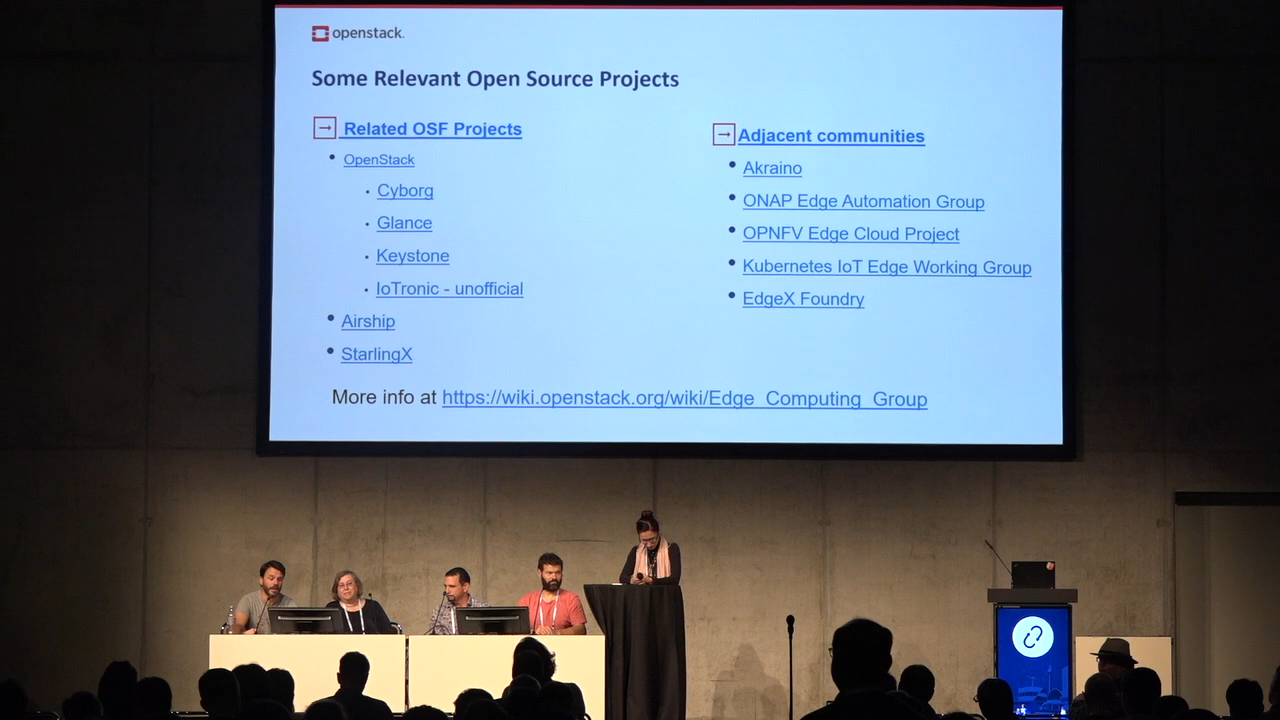 openstack.
Some Relevant Open Source Projects
→ Related OSF Projects
• OpenStack
• Cyborg
• Glance
• Keystone
• IoTronic - unofficial
• Airship
• StarlingX
→ Adjacent communities
• Akraino
• ONAP Edge Automation Group
• OPNFV Edge Cloud Project
• Kubernetes IoT Edge Working Group
• EdgeX Foundry
More info at https://wiki.openstack.org/wiki/Edge_Computing_Group